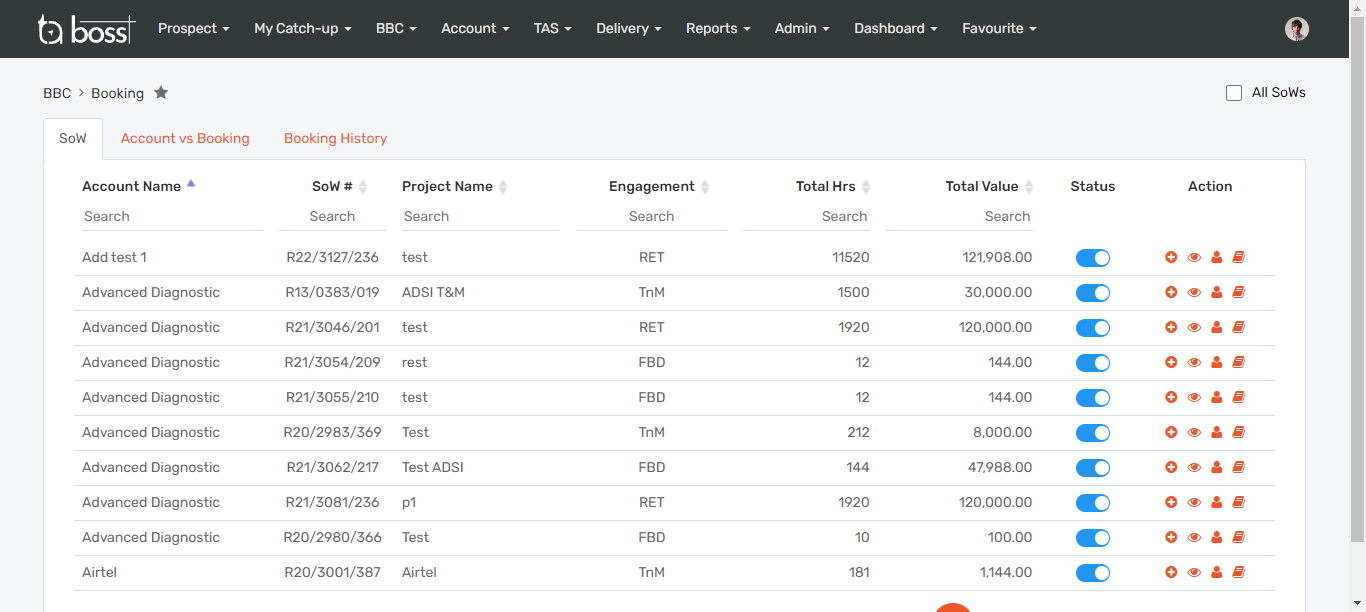 ta boss
Prospect My Catch-up BBC Account TAS Delivery Reports Admin Dashboard Favourite
BBC > Booking All SoWs
SoW Account vs Booking Booking History
Account Name SoW # Project Name Engagement Total Hrs Total Value Status Action
Search Search Search Search Search Search
Add test 1 R22/3127/236 test RET 11520 121,908.00
Advanced Diagnostic R13/0383/019 ADSI T&M TnM 1500 30,000.00
Advanced Diagnostic R21/3046/201 test RET 1920 120,000.00
Advanced Diagnostic R21/3054/209 rest FBD 12 144.00
Advanced Diagnostic R21/3055/210 test FBD 12 144.00
Advanced Diagnostic R20/2983/369 Test TnM 212 8,000.00
Advanced Diagnostic R21/3062/217 Test ADSI FBD 144 47,988.00
Advanced Diagnostic R21/3081/236 p1 RET 1920 120,000.00
Advanced Diagnostic R20/2980/366 Test FBD 10 100.00
Airtel R20/3001/387 Airtel TnM 181 1,144.00